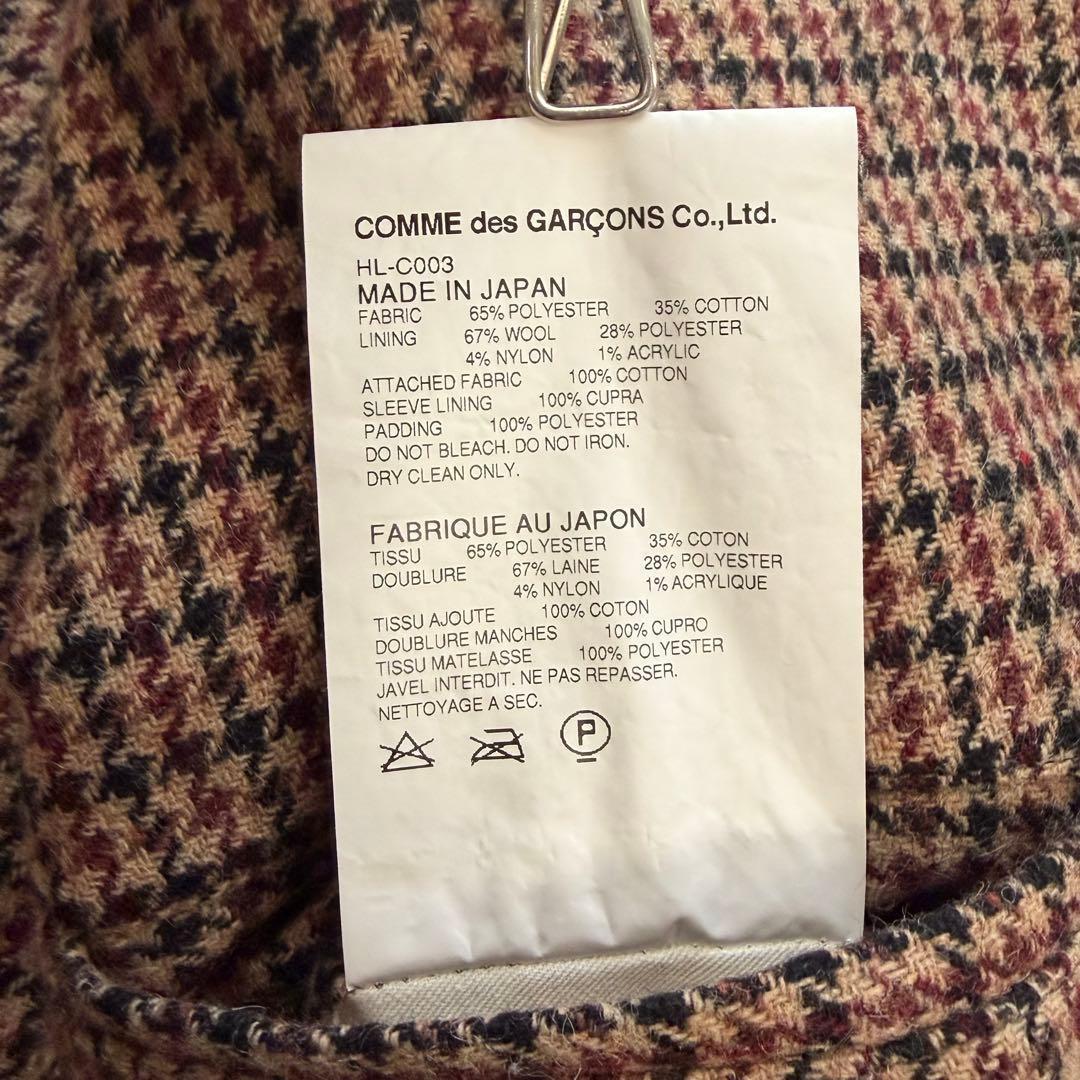 COMME des GARÇONS Co.,Ltd.
HL-C003
MADE IN JAPAN
FABRIC 65% POLYESTER 35% COTTON
LINING 67% WOOL 28% POLYESTER
4% NYLON 1% ACRYLIC
ATTACHED FABRIC 100% COTTON
SLEEVE LINING 100% CUPRA
PADDING 100% POLYESTER
DO NOT BLEACH. DO NOT IRON.
DRY CLEAN ONLY.
FABRIQUE AU JAPON
TISSU 65% POLYESTER 35% COTON
DOUBLURE 67% LAINE 28% POLYESTER
4% NYLON 1% ACRYLIQUE
TISSU AJOUTE 100% COTON
DOUBLURE MANCHES 100% CUPRO
TISSU MATELASSE 100% POLYESTER
JAVEL INTERDIT. NE PAS REPASSER.
NETTOYAGE A SEC.
P